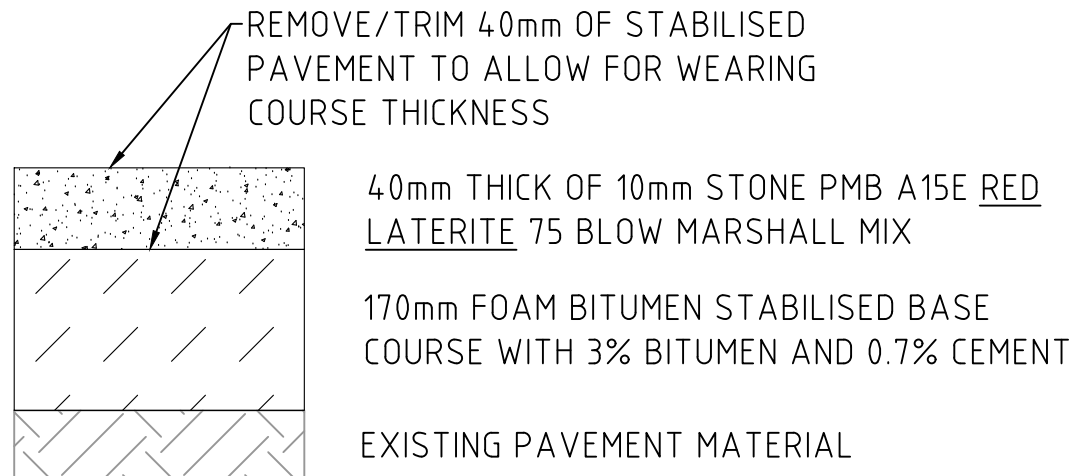 REMOVE/TRIM 40mm OF STABILISED
PAVEMENT TO ALLOW FOR WEARING
COURSE THICKNESS
40mm THICK OF 10mm STONE PMB A15E RED
LATERITE 75 BLOW MARSHALL MIX
170mm FOAM BITUMEN STABILISED BASE
COURSE WITH 3% BITUMEN AND 0.7% CEMENT
EXISTING PAVEMENT MATERIAL